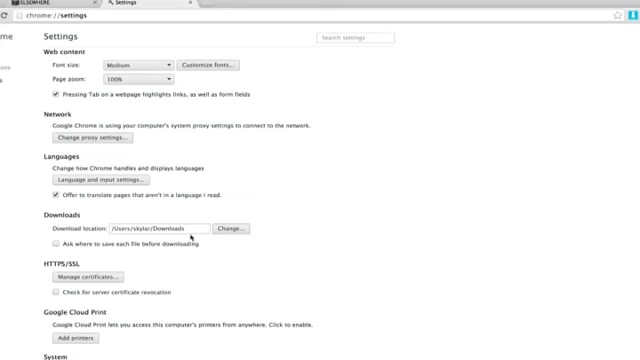 ELSEWHERE
Settings
chrome://settings
Settings
Search settings
Web content
Font size:
Medium
Customize fonts...
Page zoom:
100%
Pressing Tab on a webpage highlights links, as well as form fields
Network
Google Chrome is using your computer's system proxy settings to connect to the network.
Change proxy settings...
Languages
Change how Chrome handles and displays languages
Language and input settings...
Offer to translate pages that aren't in a language I read.
Downloads
Download location:
/Users/skylar/Downloads
Change...
Ask where to save each file before downloading
HTTPS/SSL
Manage certificates...
Check for server certificate revocation
Google Cloud Print
Google Cloud Print lets you access this computer's printers from anywhere. Click to enable.
Add printers
System